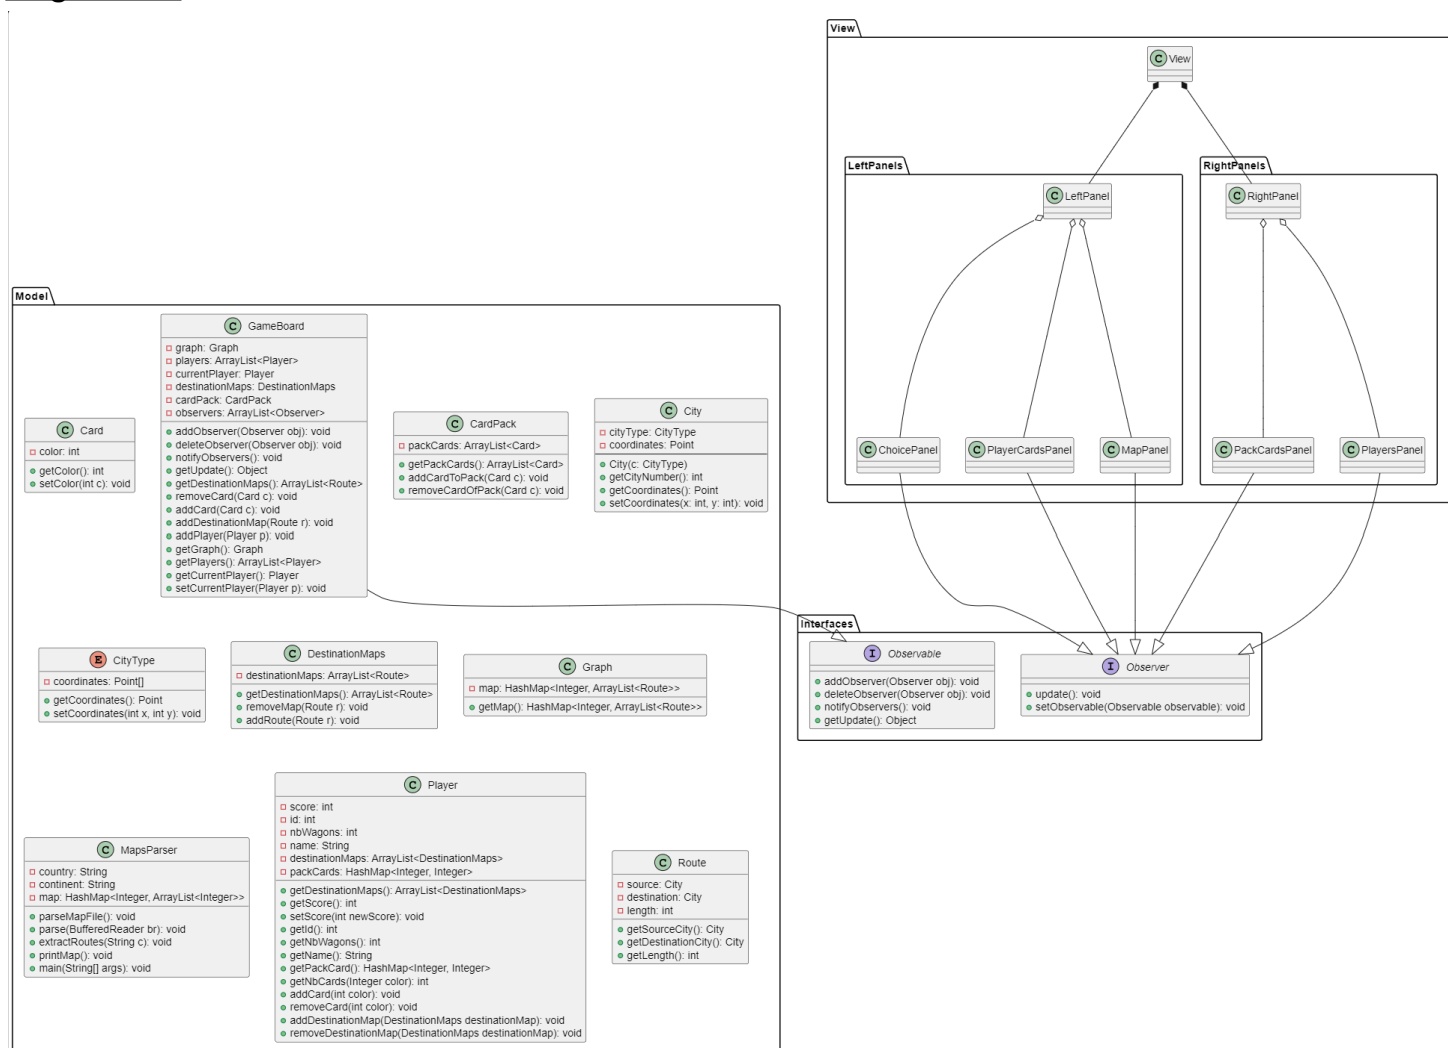 View
C View
LeftPanels
RightPanels
C LeftPanel
C RightPanel
C ChoicePanel
C PlayerCardsPanel
C MapPanel
C PackCardsPanel
C PlayersPanel
Model
C GameBoard
graph: Graph
players: ArrayList<Player>
currentPlayer: Player
destinationMaps: DestinationMaps
cardPack: CardPack
observers: ArrayList<Observer>
addObserver(Observer obj): void
deleteObserver(Observer obj): void
notifyObservers(): void
getUpdate(): Object
getDestinationMaps(): ArrayList<Route>
removeCard(Card c): void
addCard(Card c): void
addDestinationMap(Route r): void
addPlayer(Player p): void
getGraph(): Graph
getPlayers(): ArrayList<Player>
getCurrentPlayer(): Player
setCurrentPlayer(Player p): void
C Card
color: int
getColor(): int
setColor(int c): void
C CardPack
packCards: ArrayList<Card>
getPackCards(): ArrayList<Card>
addCardToPack(Card c): void
removeCardOfPack(Card c): void
C City
cityType: CityType
coordinates: Point
City(c: CityType)
getCityNumber(): int
getCoordinates(): Point
setCoordinates(x: int, y: int): void
E CityType
coordinates: Point[]
getCoordinates(): Point
setCoordinates(int x, int y): void
C DestinationMaps
destinationMaps: ArrayList<Route>
getDestinationMaps(): ArrayList<Route>
removeMap(Route r): void
addRoute(Route r): void
C Graph
map: HashMap<Integer, ArrayList<Route>>
getMap(): HashMap<Integer, ArrayList<Route>>
Interfaces
I Observable
addObserver(Observer obj): void
deleteObserver(Observer obj): void
notifyObservers(): void
getUpdate(): Object
I Observer
update(): void
setObservable(Observable observable): void
C MapsParser
country: String
continent: String
map: HashMap<Integer, ArrayList<Integer>>
parseMapFile(): void
parse(BufferedReader br): void
extractRoutes(String c): void
printMap(): void
main(String[] args): void
C Player
score: int
id: int
nbWagons: int
name: String
destinationMaps: ArrayList<DestinationMaps>
packCards: HashMap<Integer, Integer>
getDestinationMaps(): ArrayList<DestinationMaps>
getScore(): int
setScore(int newScore): void
getId(): int
getNbWagons(): int
getName(): String
getPackCard(): HashMap<Integer, Integer>
getNbCards(Integer color): int
addCard(int color): void
removeCard(int color): void
addDestinationMap(DestinationMaps destinationMap): void
removeDestinationMap(DestinationMaps destinationMap): void
C Route
source: City
destination: City
length: int
getSourceCity(): City
getDestinationCity(): City
getLength(): int